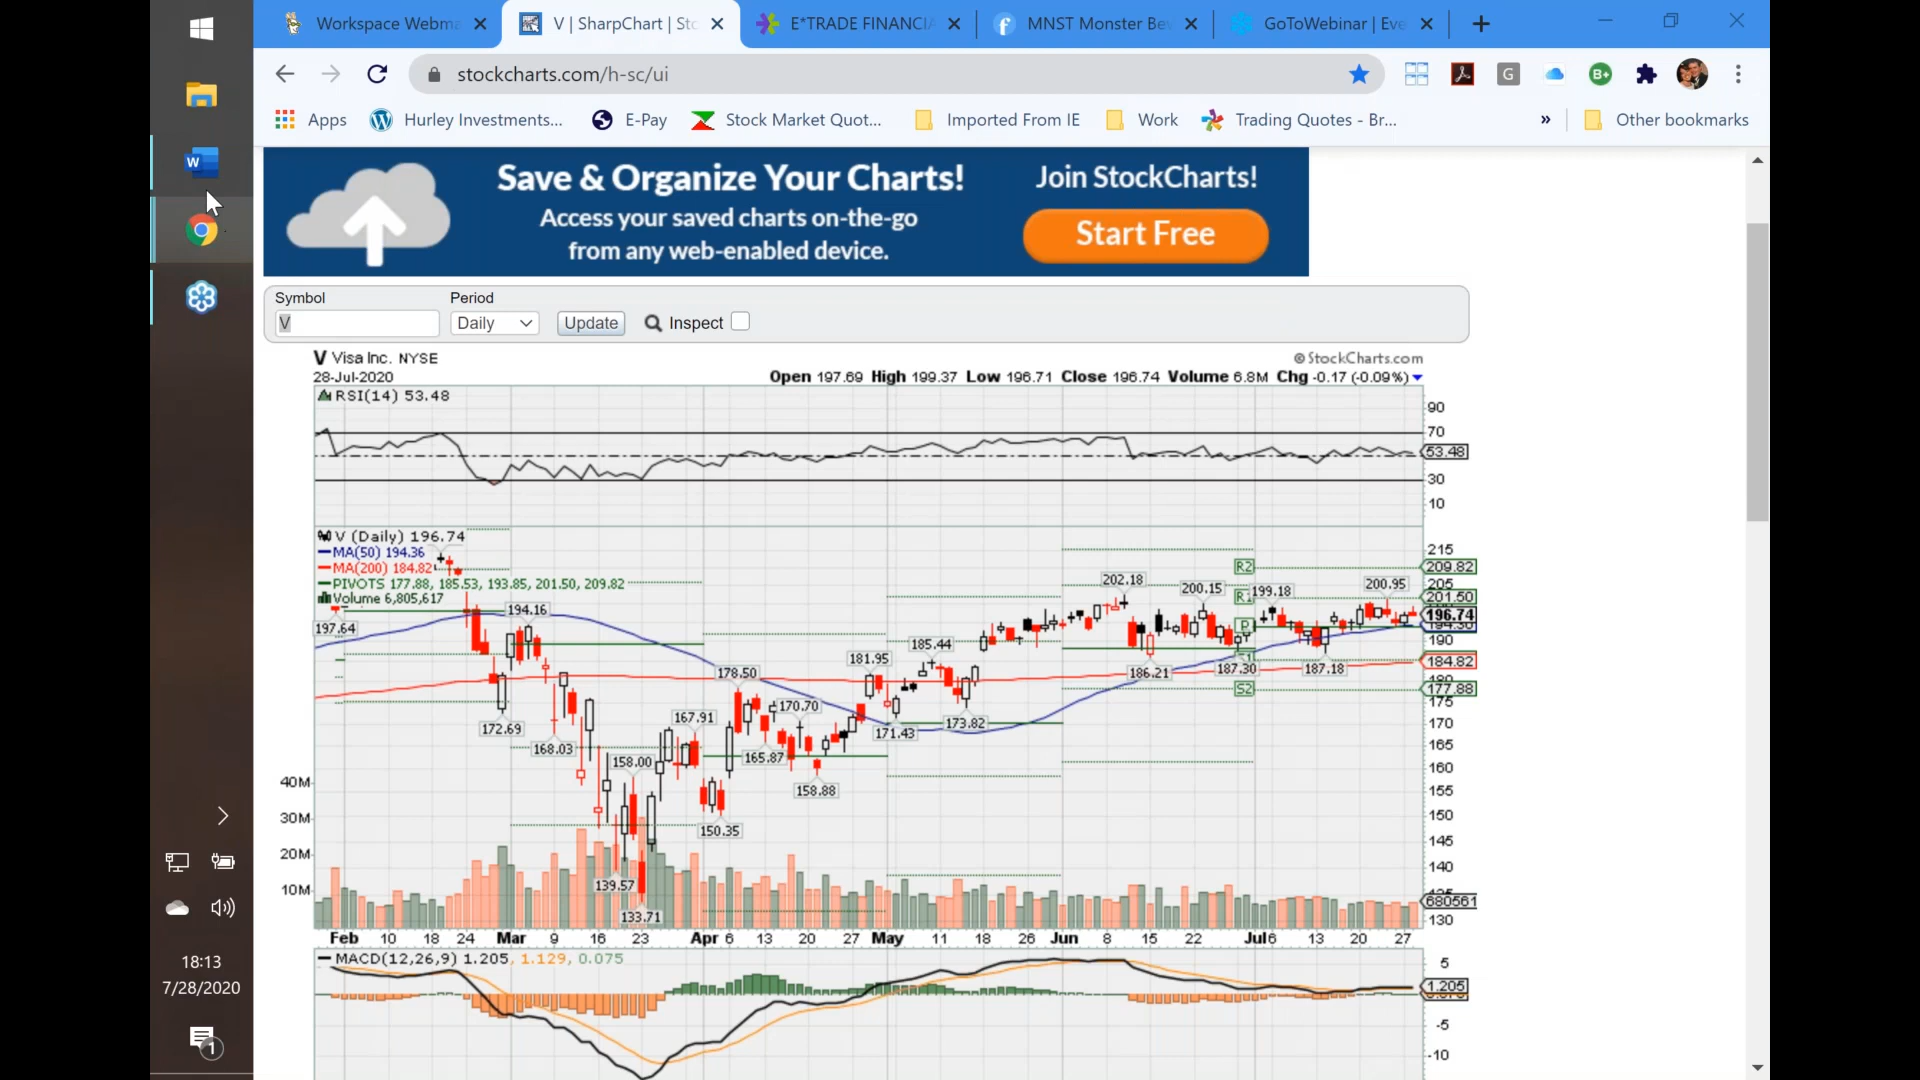 Workspace Webma
V | SharpChart | Sto
E*TRADE FINANCIA
MNST Monster Bev
GoToWebinar | Eve
stockcharts.com/h-sc/ui
Apps
Hurley Investments...
E-Pay
Stock Market Quot...
Imported From IE
Work
Trading Quotes - Br...
»
Other bookmarks
Save & Organize Your Charts!
Access your saved charts on-the-go
from any web-enabled device.
Join StockCharts!
Start Free
Symbol
Period
V
Daily
Update
Inspect
V Visa Inc. NYSE
© StockCharts.com
28-Jul-2020
Open 197.69 High 199.37 Low 196.71 Close 196.74 Volume 6.8M Chg -0.17 (-0.09%)
RSI(14) 53.48
90
70
53.48
30
10
V (Daily) 196.74
MA(50) 194.36
MA(200) 184.82
PIVOTS 177.88, 185.53, 193.85, 201.50, 209.82
Volume 6,805,617
215
R2
209.82
205
201.50
196.74
190
184.82
S2
177.88
175
170
165
160
155
150
145
140
130
197.64
194.16
172.69
168.03
158.00
139.57
133.71
167.91
150.35
178.50
165.87
170.70
158.88
181.95
171.43
185.44
173.82
202.18
186.21
200.15
187.30
199.18
187.18
200.95
P
40M
30M
20M
10M
680561
Feb 10 18 24 Mar 9 16 23 Apr 6 13 20 27 May 11 18 26 Jun 8 15 22 Jul 6 13 20 27
MACD(12,26,9) 1.205, 1.129, 0.075
5
1.205
-5
-10
18:13
7/28/2020
1